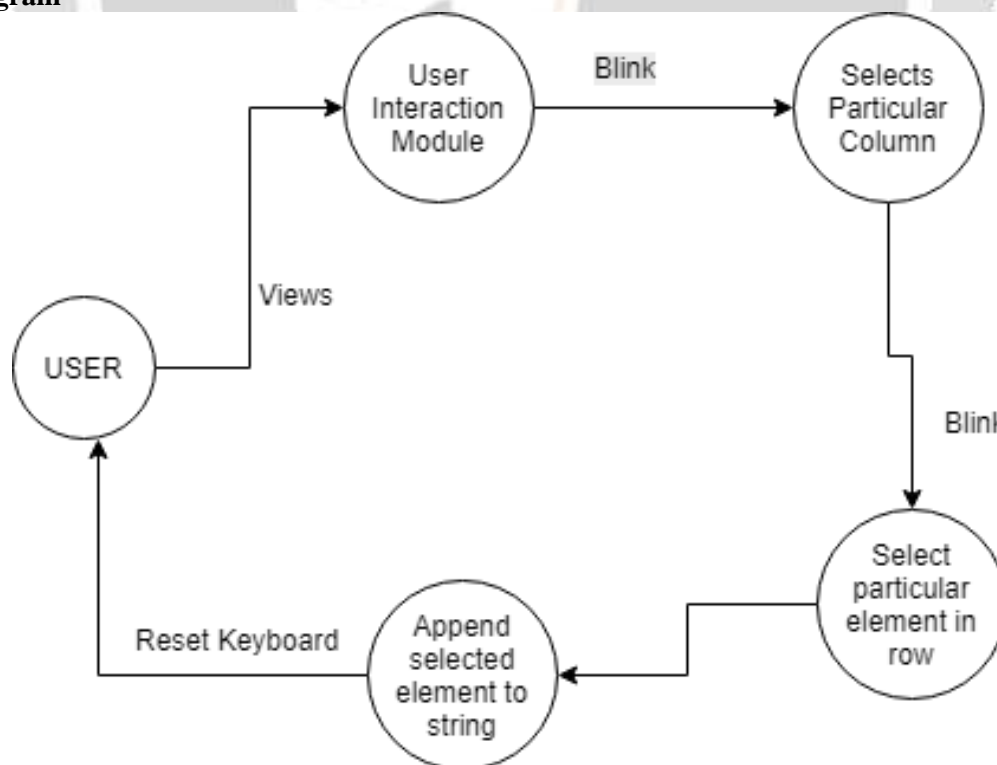 User
Interaction
Module
Blink
Selects
Particular
Column
Views
USER
Blink
Select
particular
element in
row
Append
selected
element to
string
Reset Keyboard